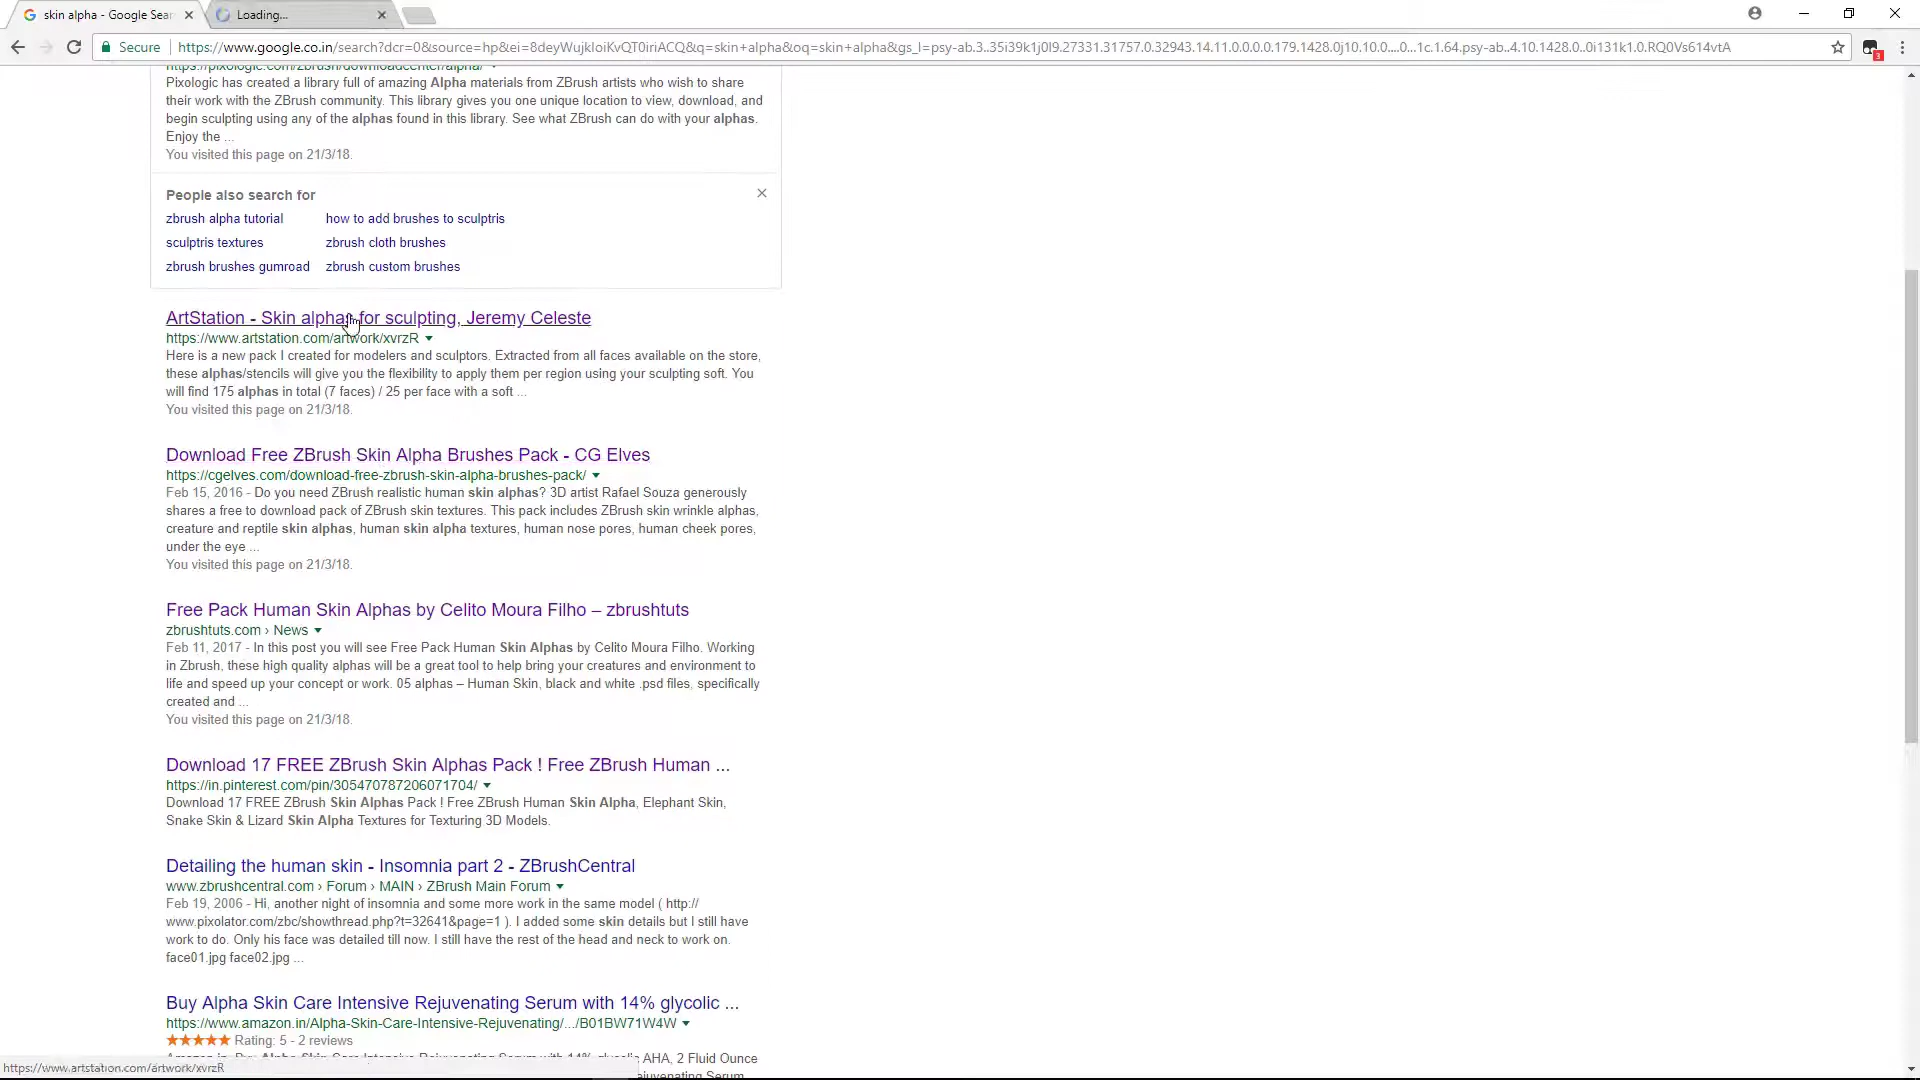 skin alpha - Google Sear
Loading...
Secure https://www.google.co.in/search?dcr=0&source=hp&ei=8deyWujkIoiKvQT0iriACQ&q=skin+alpha&oq=skin+alpha&gs_l=psy-ab.3..35i39k1j0l9.27331.31757.0.32943.14.11.0.0.0.0.179.1428.0j10.10.0....0...1c.1.64.psy-ab..4.10.1428.0..0i131k1.0.RQ0Vs614vtA
3
https://pixologic.com/zbrush/downloadcenter/alpha/
Pixologic has created a library full of amazing Alpha materials from ZBrush artists who wish to share
their work with the ZBrush community. This library gives you one unique location to view, download, and
begin sculpting using any of the alphas found in this library. See what ZBrush can do with your alphas.
Enjoy the ...
You visited this page on 21/3/18.
People also search for
zbrush alpha tutorial how to add brushes to sculptris
sculptris textures zbrush cloth brushes
zbrush brushes gumroad zbrush custom brushes
ArtStation - Skin alphas for sculpting, Jeremy Celeste
https://www.artstation.com/artwork/xvrzR
Here is a new pack I created for modelers and sculptors. Extracted from all faces available on the store,
these alphas/stencils will give you the flexibility to apply them per region using your sculpting soft. You
will find 175 alphas in total (7 faces) / 25 per face with a soft ...
You visited this page on 21/3/18.
Download Free ZBrush Skin Alpha Brushes Pack - CG Elves
https://cgelves.com/download-free-zbrush-skin-alpha-brushes-pack/
Feb 15, 2016 - Do you need ZBrush realistic human skin alphas? 3D artist Rafael Souza generously
shares a free to download pack of ZBrush skin textures. This pack includes ZBrush skin wrinkle alphas,
creature and reptile skin alphas, human skin alpha textures, human nose pores, human cheek pores,
under the eye ...
You visited this page on 21/3/18.
Free Pack Human Skin Alphas by Celito Moura Filho – zbrushtuts
zbrushtuts.com › News
Feb 11, 2017 - In this post you will see Free Pack Human Skin Alphas by Celito Moura Filho. Working
in Zbrush, these high quality alphas will be a great tool to help bring your creatures and environment to
life and speed up your concept or work. 05 alphas – Human Skin, black and white .psd files, specifically
created and ...
You visited this page on 21/3/18.
Download 17 FREE ZBrush Skin Alphas Pack ! Free ZBrush Human ...
https://in.pinterest.com/pin/305470787206071704/
Download 17 FREE ZBrush Skin Alphas Pack ! Free ZBrush Human Skin Alpha, Elephant Skin,
Snake Skin & Lizard Skin Alpha Textures for Texturing 3D Models.
Detailing the human skin - Insomnia part 2 - ZBrushCentral
www.zbrushcentral.com › Forum › MAIN › ZBrush Main Forum
Feb 19, 2006 - Hi, another night of insomnia and some more work in the same model ( http://
www.pixolator.com/zbc/showthread.php?t=32641&page=1 ). I added some skin details but I still have
work to do. Only his face was detailed till now. I still have the rest of the head and neck to work on.
face01.jpg face02.jpg ...
Buy Alpha Skin Care Intensive Rejuvenating Serum with 14% glycolic ...
https://www.amazon.in/Alpha-Skin-Care-Intensive-Rejuvenating/.../B01BW71W4W
Rating: 5 - 2 reviews
Amazon.in: Buy Alpha Skin Care Intensive Rejuvenating Serum with 14% glycolic AHA, 2 Fluid Ounce
Rejuvenating Serum
https://www.artstation.com/artwork/xvrzR